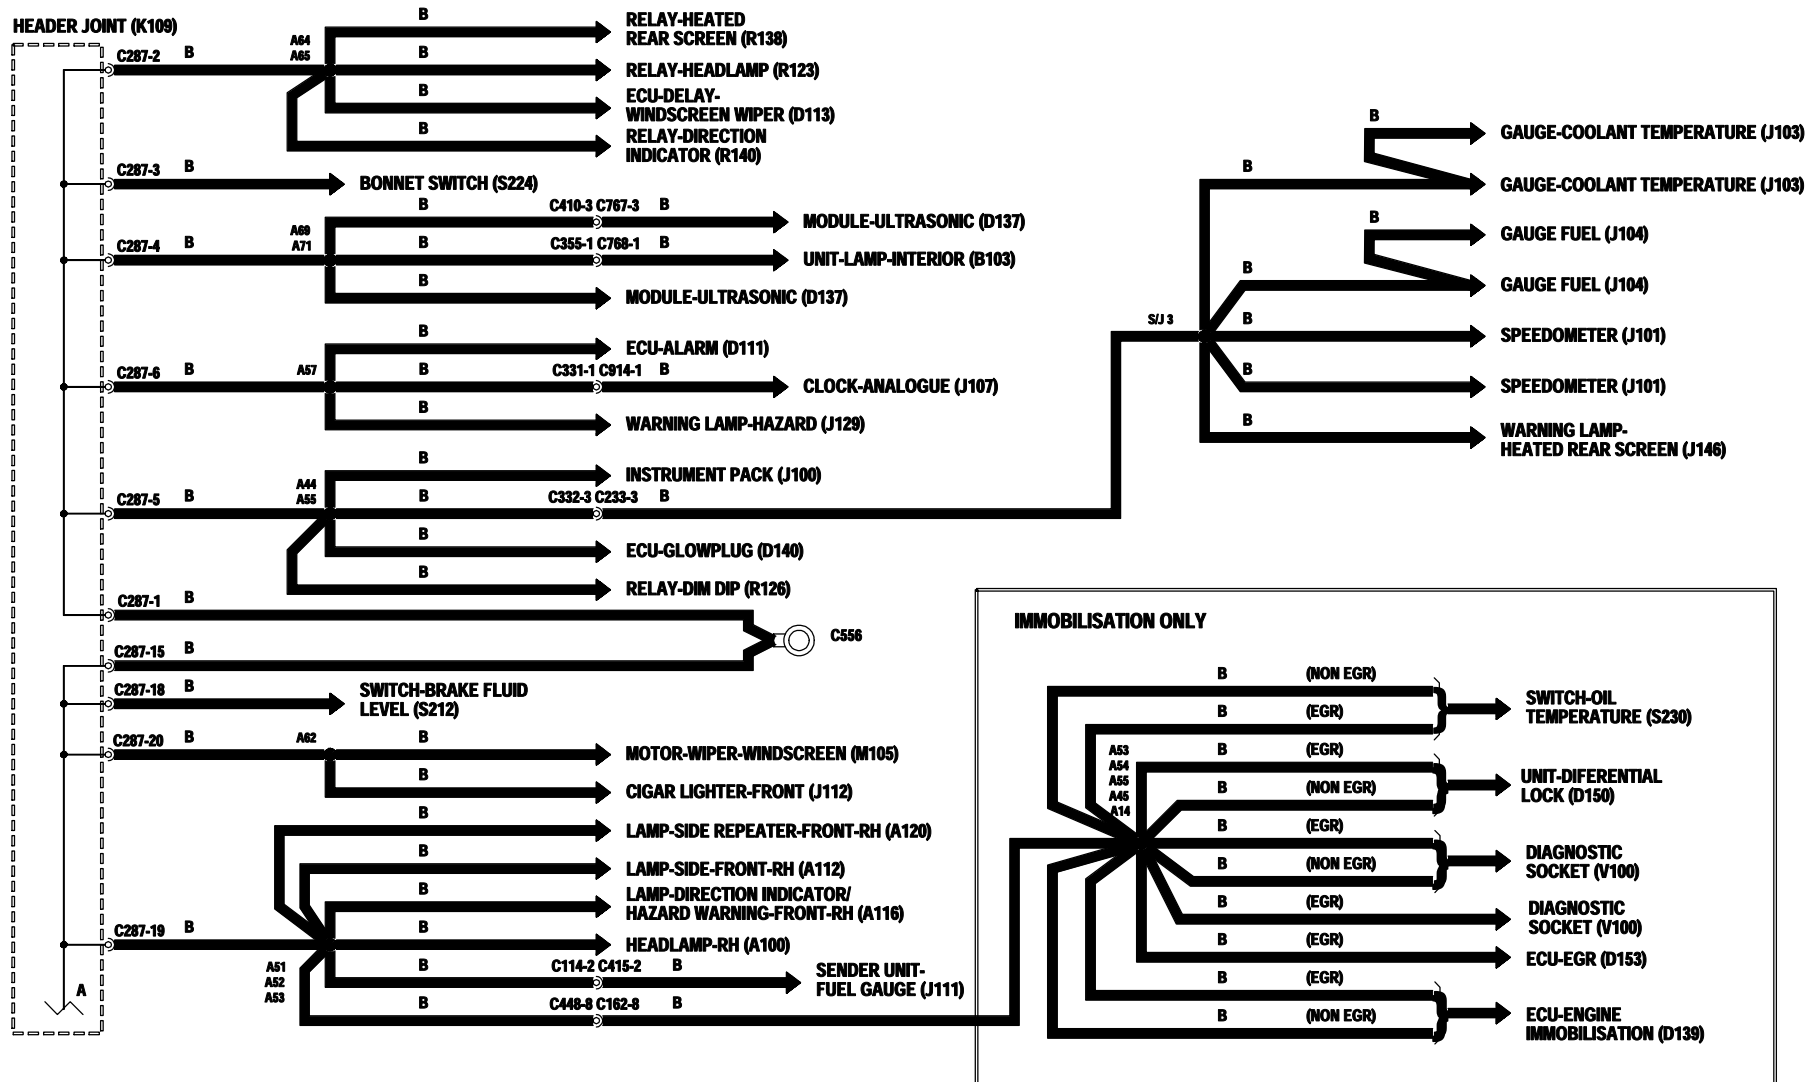 HEADER JOINT (K109)
C287-2 B
A64
A65
B
RELAY-HEATED
REAR SCREEN (R138)
B
RELAY-HEADLAMP (R123)
B
ECU-DELAY-
WINDSCREEN WIPER (D113)
B
RELAY-DIRECTION
INDICATOR (R140)
C287-3 B
BONNET SWITCH (S224)
C287-4 B
A69
A71
B C410-3 C767-3 B
MODULE-ULTRASONIC (D137)
B C355-1 C768-1 B
UNIT-LAMP-INTERIOR (B103)
B
MODULE-ULTRASONIC (D137)
C287-6 B
A57
B
ECU-ALARM (D111)
B C331-1 C914-1 B
CLOCK-ANALOGUE (J107)
B
WARNING LAMP-HAZARD (J129)
C287-5 B
A44
A55
B
INSTRUMENT PACK (J100)
B C332-3 C233-3 B
B
ECU-GLOWPLUG (D140)
B
RELAY-DIM DIP (R126)
S/J 3
B
GAUGE-COOLANT TEMPERATURE (J103)
B
GAUGE-COOLANT TEMPERATURE (J103)
B
GAUGE FUEL (J104)
B
GAUGE FUEL (J104)
B
SPEEDOMETER (J101)
B
SPEEDOMETER (J101)
B
WARNING LAMP-
HEATED REAR SCREEN (J146)
C287-1 B
C556
C287-15 B
C287-18 B
SWITCH-BRAKE FLUID
LEVEL (S212)
C287-20 B
A62
B
MOTOR-WIPER-WINDSCREEN (M105)
B
CIGAR LIGHTER-FRONT (J112)
B
LAMP-SIDE REPEATER-FRONT-RH (A120)
B
LAMP-SIDE-FRONT-RH (A112)
B
LAMP-DIRECTION INDICATOR/
HAZARD WARNING-FRONT-RH (A116)
C287-19 B
B
HEADLAMP-RH (A100)
A51
A52
A53
B C114-2 C415-2 B
SENDER UNIT-
FUEL GAUGE (J111)
B C448-8 C162-8 B
A
IMMOBILISATION ONLY
A53
A54
A55
A45
A14
B (NON EGR)
B (EGR)
SWITCH-OIL
TEMPERATURE (S230)
B (EGR)
B (NON EGR)
UNIT-DIFERENTIAL
LOCK (D150)
B (EGR)
B (NON EGR)
DIAGNOSTIC
SOCKET (V100)
B (EGR)
DIAGNOSTIC
SOCKET (V100)
B (EGR)
ECU-EGR (D153)
B (EGR)
B (NON EGR)
ECU-ENGINE
IMMOBILISATION (D139)